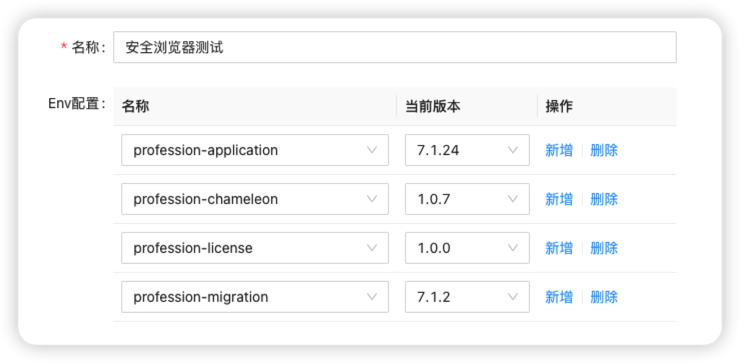 * 名称： 安全浏览器测试
Env配置： 名称 当前版本 操作
profession-application 7.1.24 新增 删除
profession-chameleon 1.0.7 新增 删除
profession-license 1.0.0 新增 删除
profession-migration 7.1.2 新增 删除